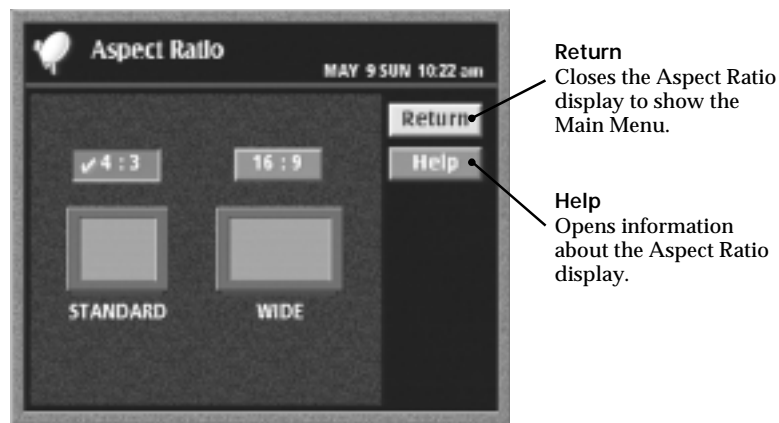 Aspect Ratio
MAY 9 SUN 10:22 am
Return
Help
✓4 : 3
16 : 9
STANDARD
WIDE
Return
Closes the Aspect Ratio
display to show the
Main Menu.
Help
Opens information
about the Aspect Ratio
display.